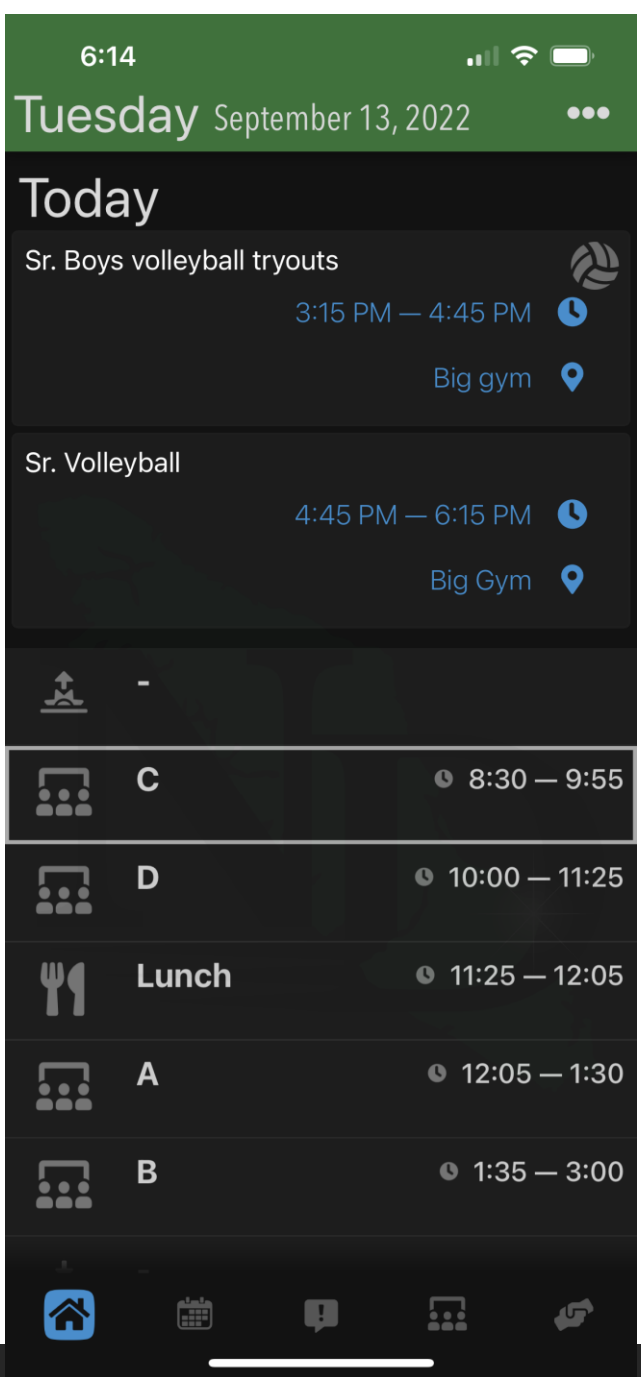 6:14
Tuesday September 13, 2022
Today
Sr. Boys volleyball tryouts
3:15 PM — 4:45 PM
Big gym
Sr. Volleyball
4:45 PM — 6:15 PM
Big Gym
-
C 8:30 — 9:55
D 10:00 — 11:25
Lunch 11:25 — 12:05
A 12:05 — 1:30
B 1:35 — 3:00
-